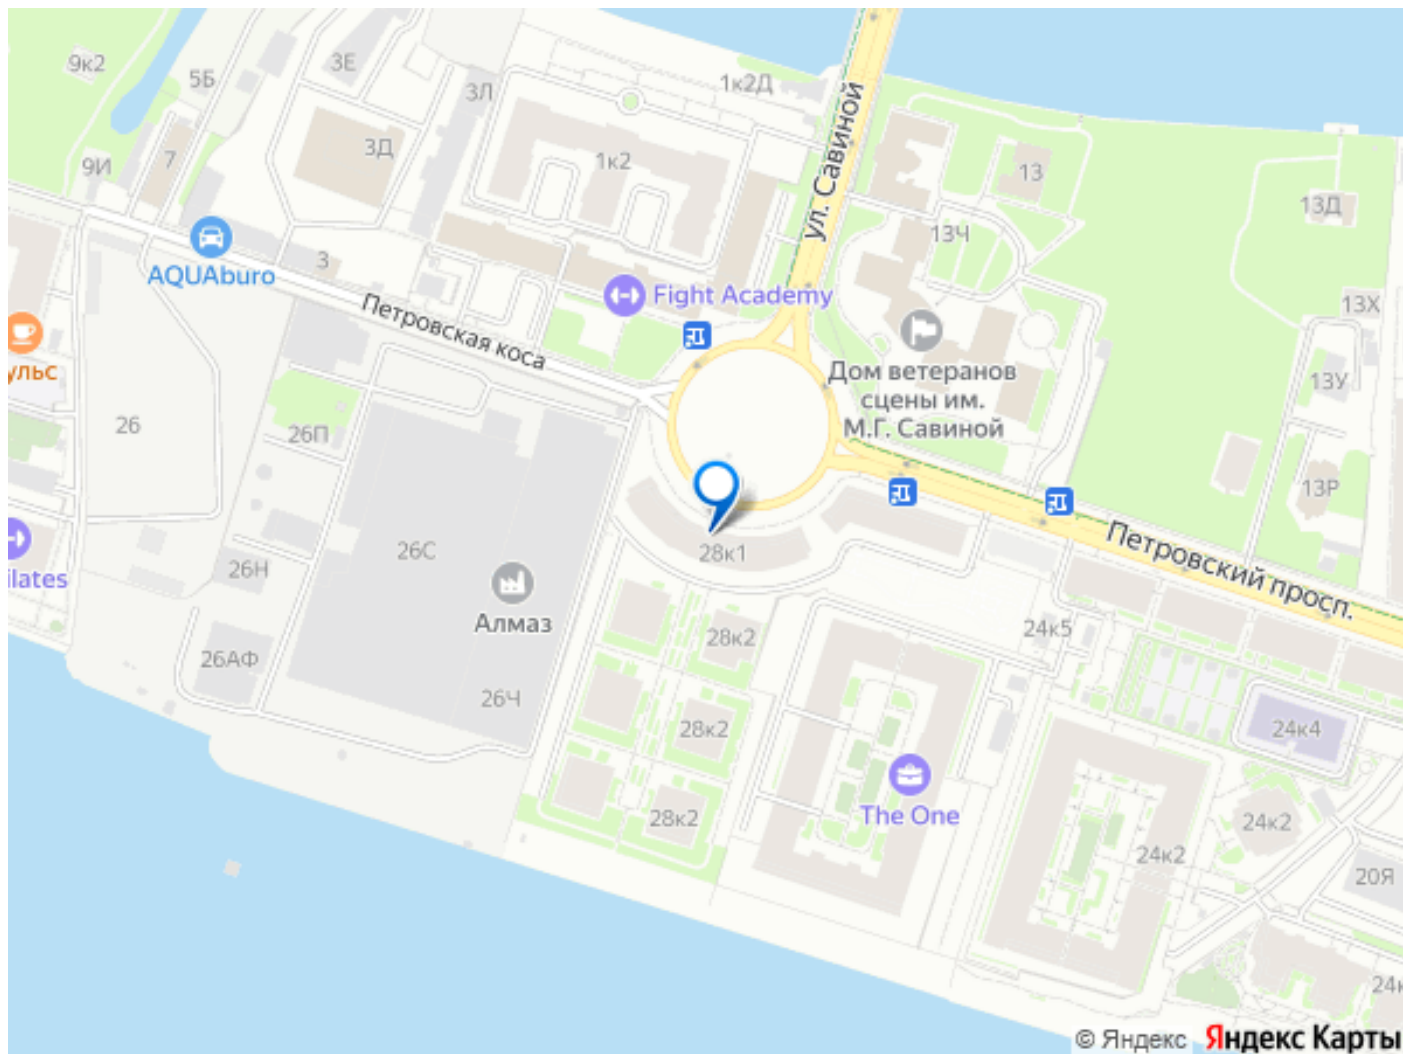 9к2
5Б
3Е
3Л
1к2Д
ул. Савиной
9И
7
3Д
1к2
13
13Д
13Ч
AQUAburo
3
Fight Academy
Петровская коса
13Х
Дом ветеранов
сцены им.
М.Г. Савиной
13У
ульс
26
26П
13Р
26С
28к1
Петровский просп.
26Н
ilates
Алмаз
28к2
24к5
26АФ
26Ч
28к2
24к4
The One
28к2
24к2
24к2
20Я
24к
© Яндекс
Яндекс Карты